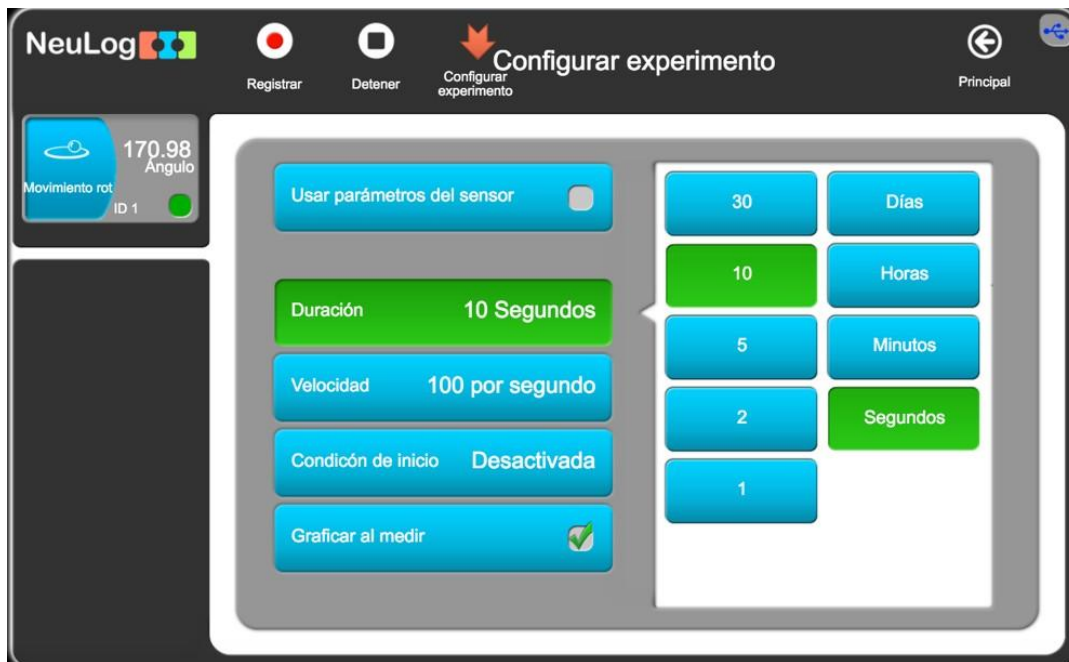 NeuLog
Registrar
Detener
Configurar
experimento
Configurar experimento
Principal
170.98
Ángulo
Movimiento rot
ID 1
Usar parámetros del sensor
Duración 10 Segundos
Velocidad 100 por segundo
Condicón de inicio Desactivada
Graficar al medir
30 Días
10 Horas
5 Minutos
2 Segundos
1